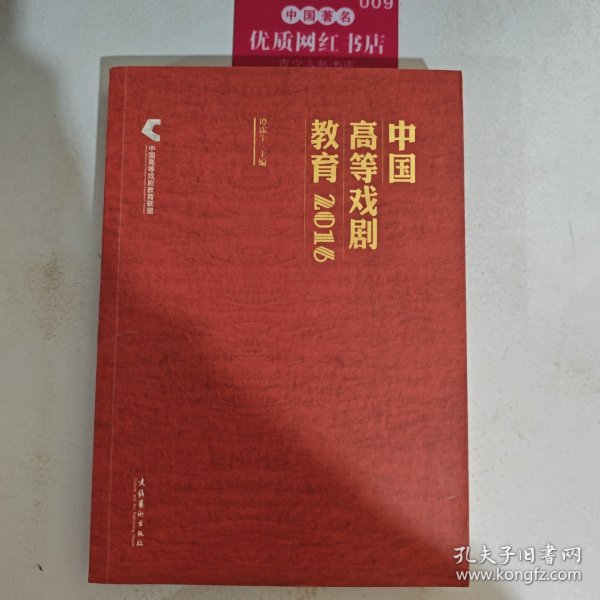 009
中国著名
优质网红书店
中国
高等戏剧
教育 2016
谭霈生 主编
中国高等戏剧教育联盟
文化艺术出版社
孔夫子旧书网
www.kongfz.com